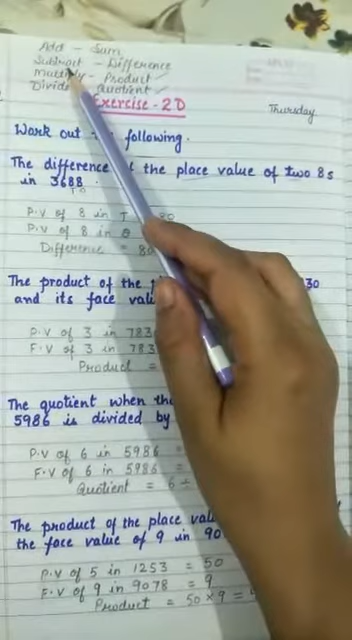 Add - Sum
Subtract - Difference
Multiply - Product ✓
Divide Quotient ✓
Exercise - 2D
Thursday
Work out following.
The difference the place value of two 8s
in 3688.
T O
P.V of 8 in T 80
P.V of 8 in O
Difference = 80
The product of the 30
and its face
P.V of 3 in 783
F.V of 3 in 783
Product =
The quotient when the
5986 is divided by
P.V of 6 in 5986 =
F.V of 6 in 5986 =
Quotient = 6 ÷
The product of the place
the face value of 9 in 90
P.V of 5 in 1253 = 50
F.V of 9 in 9078 = 9
Product = 50 × 9 =